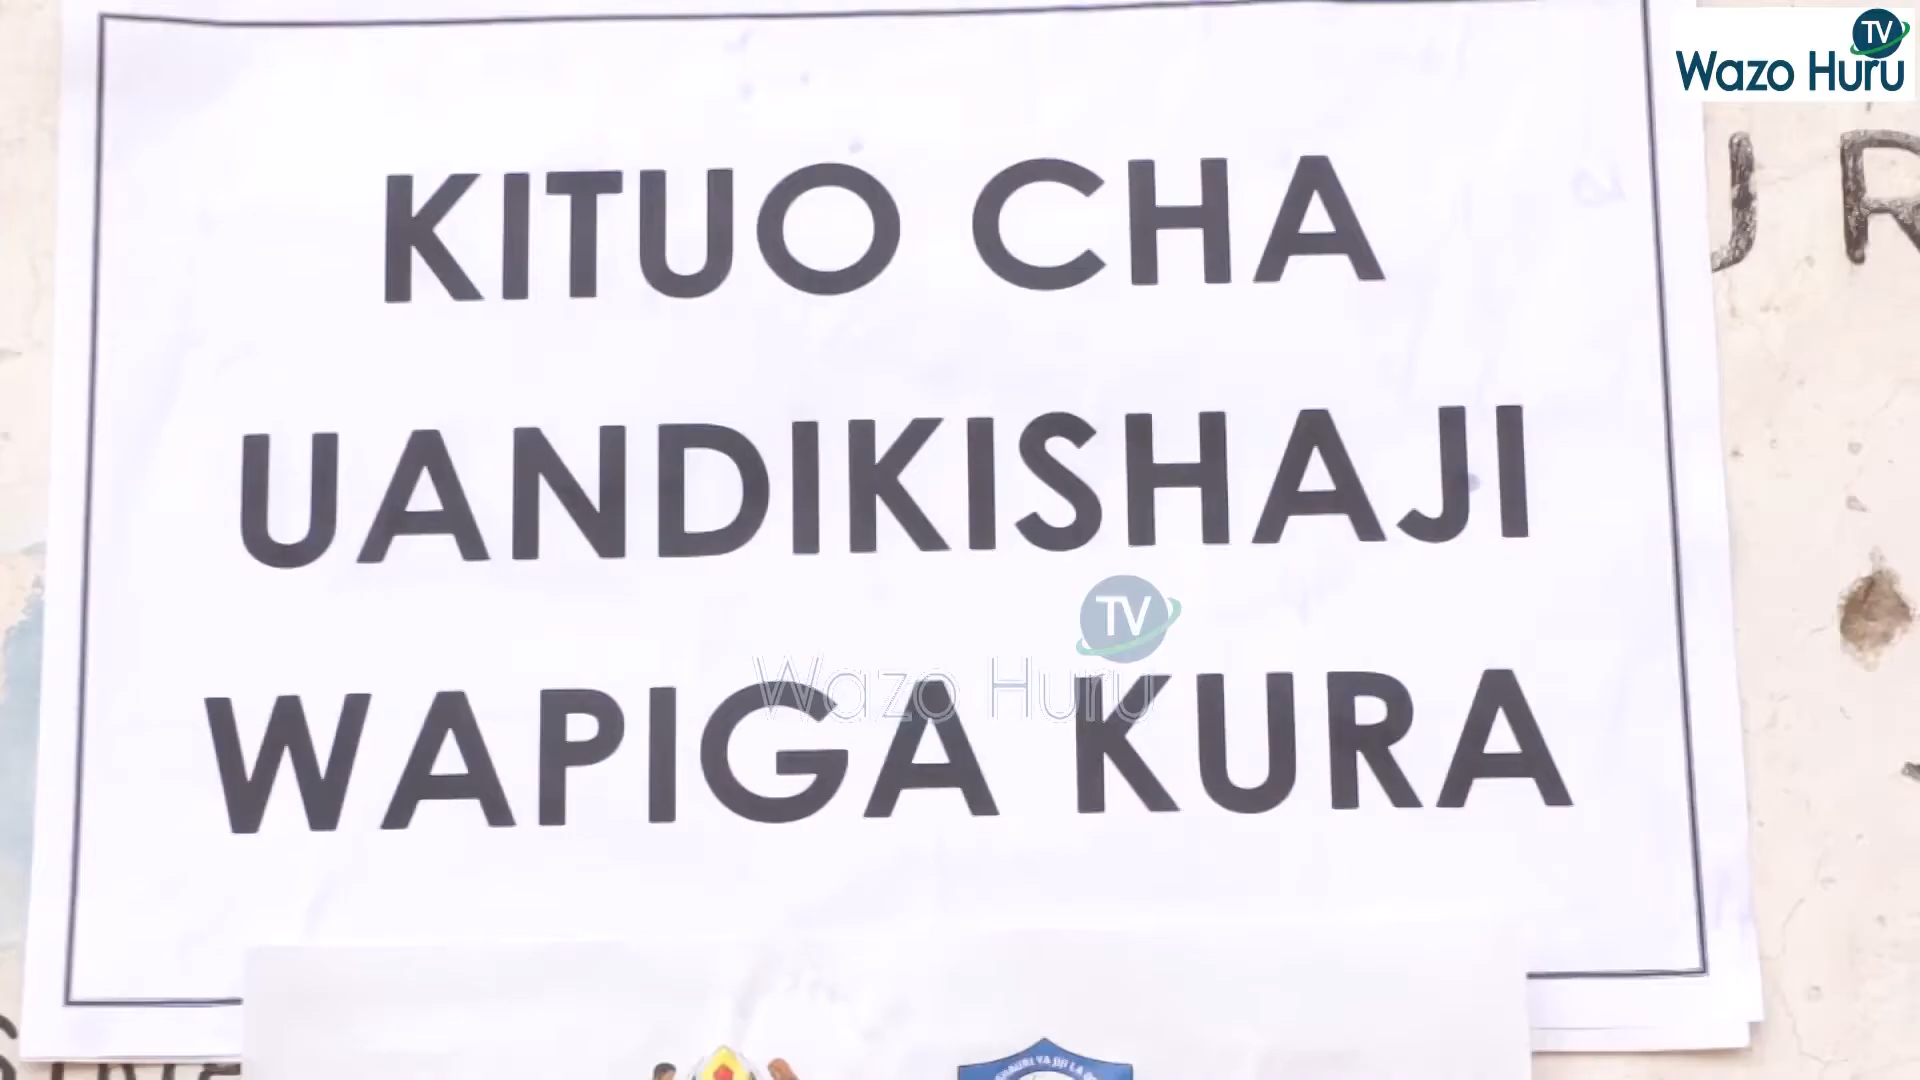 TV
Wazo Huru
KITUO CHA
UANDIKISHAJI
TV
Wazo Huru
WAPIGA KURA